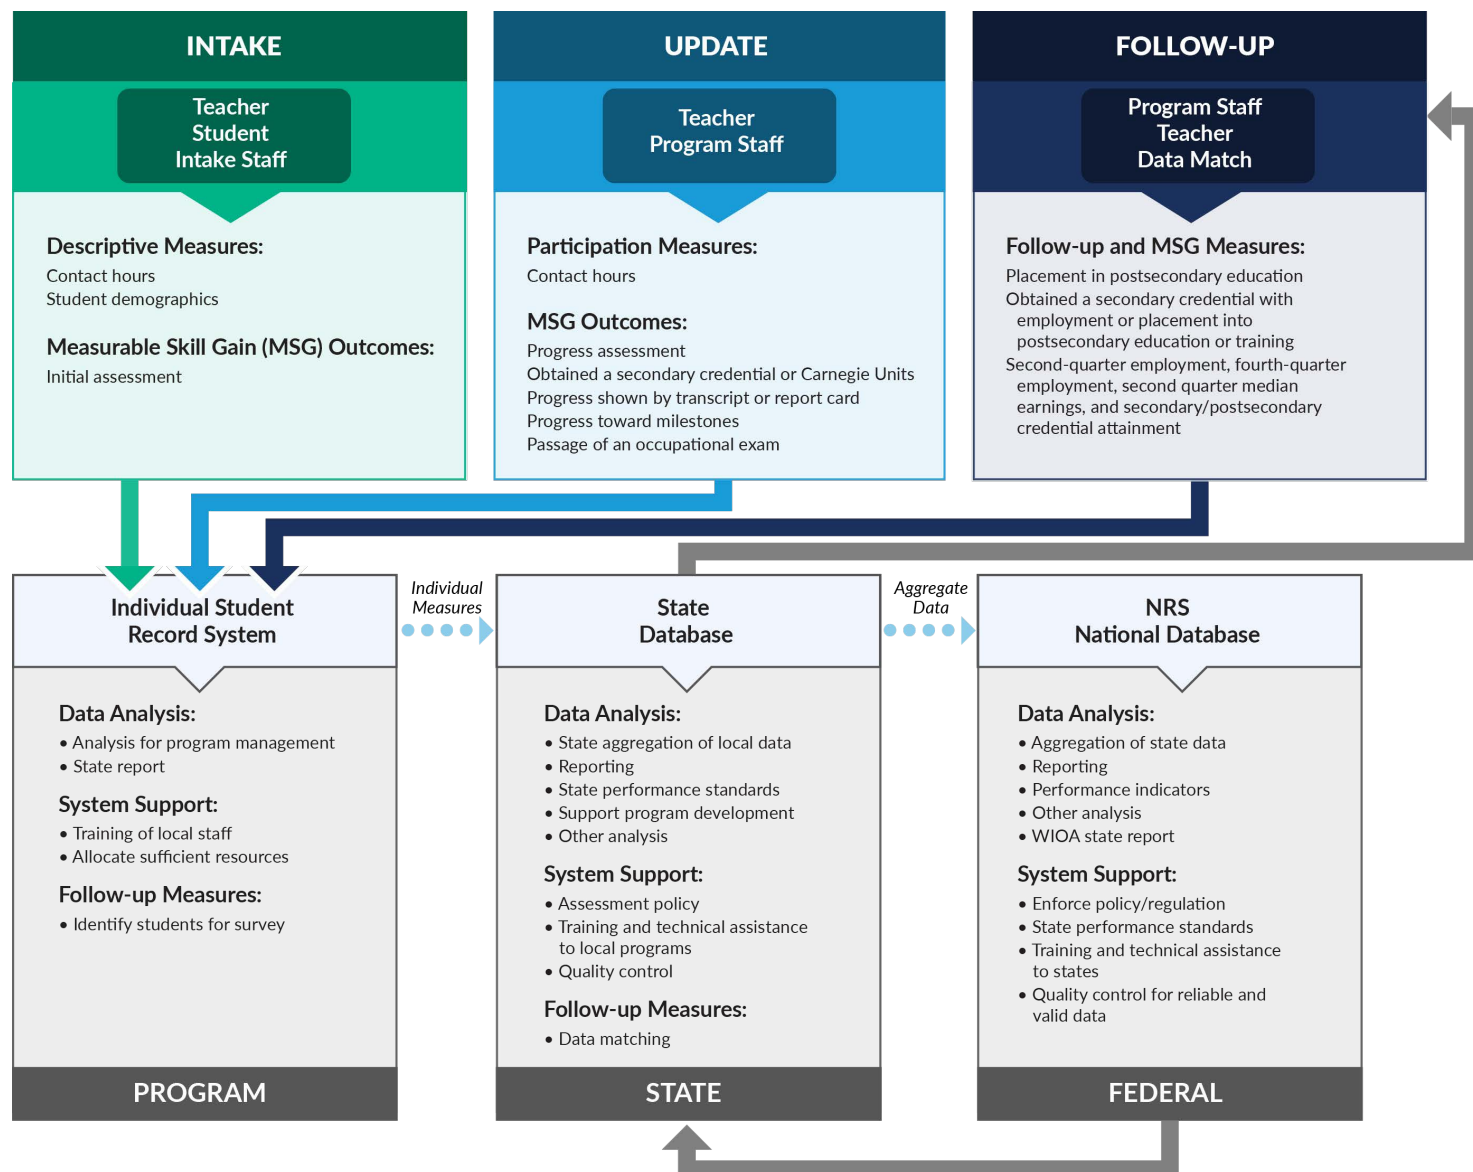 INTAKE
Teacher
Student
Intake Staff
Descriptive Measures:
Contact hours
Student demographics
Measurable Skill Gain (MSG) Outcomes:
Initial assessment
UPDATE
Teacher
Program Staff
Participation Measures:
Contact hours
MSG Outcomes:
Progress assessment
Obtained a secondary credential or Carnegie Units
Progress shown by transcript or report card
Progress toward milestones
Passage of an occupational exam
FOLLOW-UP
Program Staff
Teacher
Data Match
Follow-up and MSG Measures:
Placement in postsecondary education
Obtained a secondary credential with
employment or placement into
postsecondary education or training
Second-quarter employment, fourth-quarter
employment, second quarter median
earnings, and secondary/postsecondary
credential attainment
Individual Student
Record System
Data Analysis:
• Analysis for program management
• State report
System Support:
• Training of local staff
• Allocate sufficient resources
Follow-up Measures:
• Identify students for survey
PROGRAM
Individual
Measures
State
Database
Data Analysis:
• State aggregation of local data
• Reporting
• State performance standards
• Support program development
• Other analysis
System Support:
• Assessment policy
• Training and technical assistance
to local programs
• Quality control
Follow-up Measures:
• Data matching
STATE
Aggregate
Data
NRS
National Database
Data Analysis:
• Aggregation of state data
• Reporting
• Performance indicators
• Other analysis
• WIOA state report
System Support:
• Enforce policy/regulation
• State performance standards
• Training and technical assistance
to states
• Quality control for reliable and
valid data
FEDERAL